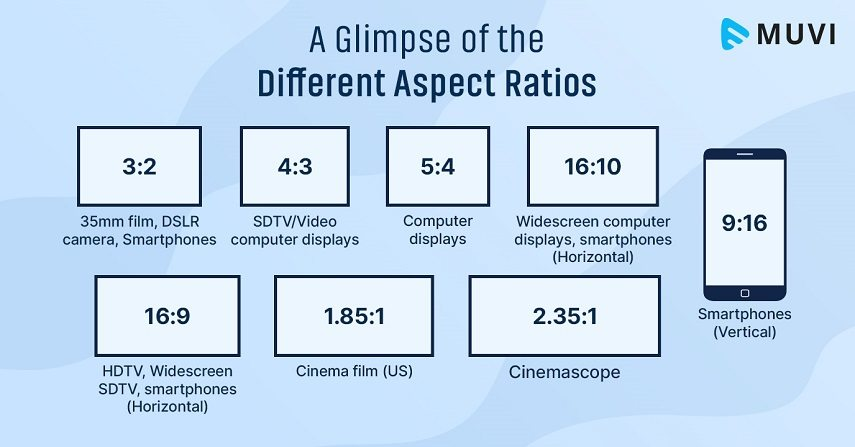 A Glimpse of the
Different Aspect Ratios
MUVI
3:2
35mm film, DSLR
camera, Smartphones
4:3
SDTV/Video
computer displays
5:4
Computer
displays
16:10
Widescreen computer
displays, smartphones
(Horizontal)
9:16
Smartphones
(Vertical)
16:9
HDTV, Widescreen
SDTV, smartphones
(Horizontal)
1.85:1
Cinema film (US)
2.35:1
Cinemascope